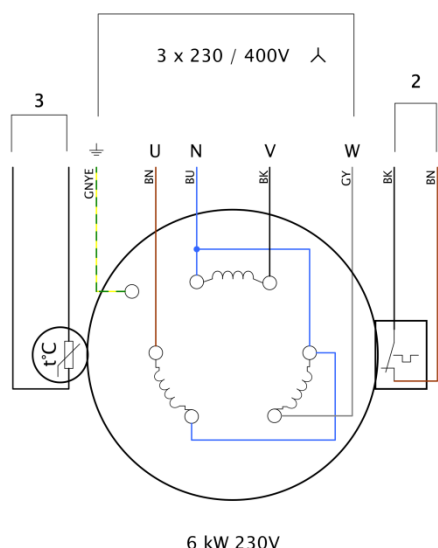 3 x 230 / 400V
3
2
U N V W
GNYE
BN
BU
BK
GY
BK
BN
t°C
6 kW 230V